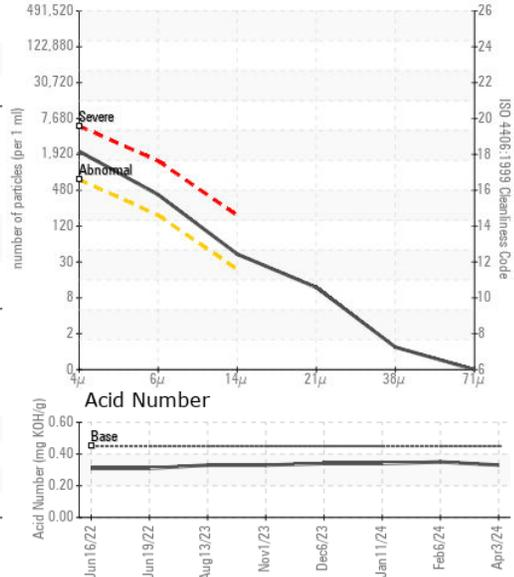 491,520
122,880
30,720
7,680
1,920
480
120
30
8
2
0
number of particles (per 1 ml)
Severe
Abnormal
26
24
22
20
18
16
14
12
10
8
6
ISO 4406:1999 Cleanliness Code
4µ 6µ 14µ 21µ 38µ 71µ
Acid Number
Acid Number (mg KOH/g)
0.60
0.40
0.20
0.00
Base
Jun16/22
Jun19/22
Aug13/23
Nov1/23
Dec6/23
Jan11/24
Feb6/24
Apr3/24